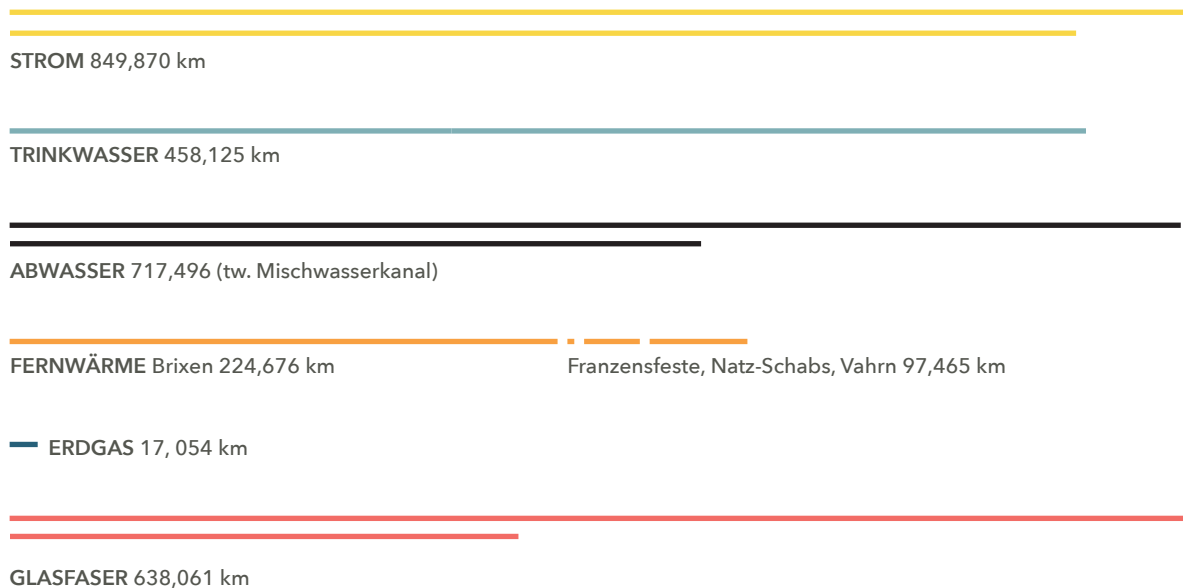 STROM 849,870 km
TRINKWASSER 458,125 km
ABWASSER 717,496 (tw. Mischwasserkanal)
FERNWÄRME Brixen 224,676 km
Franzensfeste, Natz-Schabs, Vahrn 97,465 km
ERDGAS 17, 054 km
GLASFASER 638,061 km